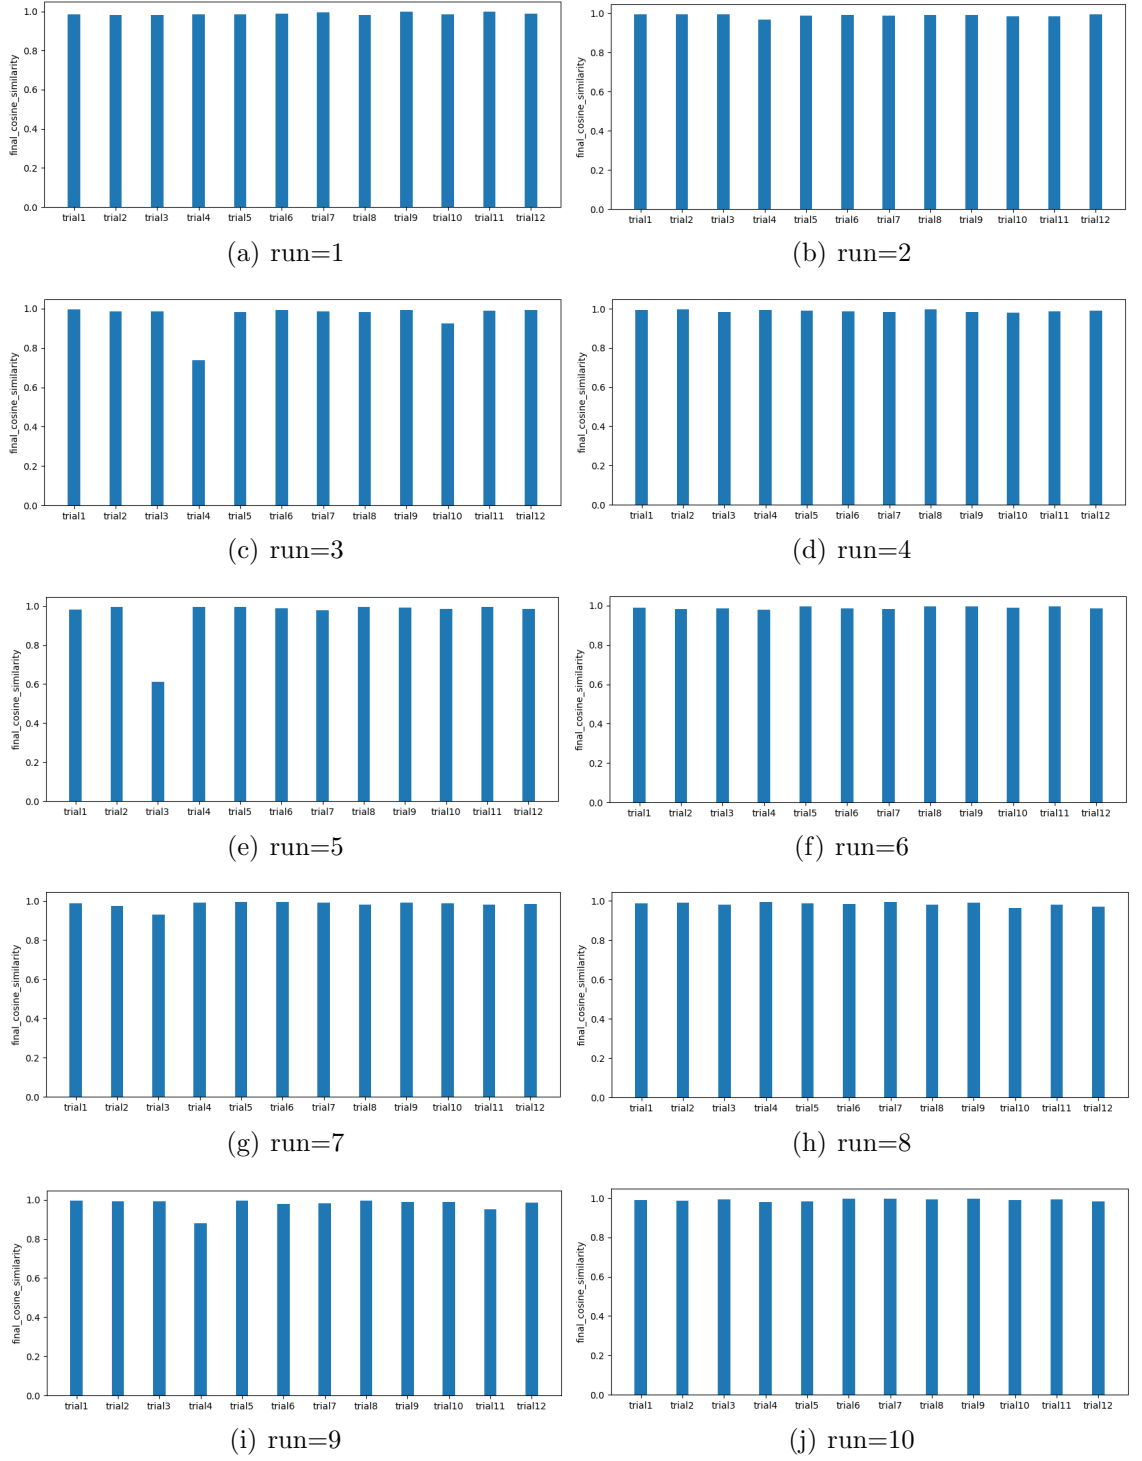 final_cosine_similarity
1.0
0.8
0.6
0.4
0.2
0.0
trial1 trial2 trial3 trial4 trial5 trial6 trial7 trial8 trial9 trial10 trial11 trial12
(a) run=1
final_cosine_similarity
1.0
0.8
0.6
0.4
0.2
0.0
trial1 trial2 trial3 trial4 trial5 trial6 trial7 trial8 trial9 trial10 trial11 trial12
(b) run=2
final_cosine_similarity
1.0
0.8
0.6
0.4
0.2
0.0
trial1 trial2 trial3 trial4 trial5 trial6 trial7 trial8 trial9 trial10 trial11 trial12
(c) run=3
final_cosine_similarity
1.0
0.8
0.6
0.4
0.2
0.0
trial1 trial2 trial3 trial4 trial5 trial6 trial7 trial8 trial9 trial10 trial11 trial12
(d) run=4
final_cosine_similarity
1.0
0.8
0.6
0.4
0.2
0.0
trial1 trial2 trial3 trial4 trial5 trial6 trial7 trial8 trial9 trial10 trial11 trial12
(e) run=5
final_cosine_similarity
1.0
0.8
0.6
0.4
0.2
0.0
trial1 trial2 trial3 trial4 trial5 trial6 trial7 trial8 trial9 trial10 trial11 trial12
(f) run=6
final_cosine_similarity
1.0
0.8
0.6
0.4
0.2
0.0
trial1 trial2 trial3 trial4 trial5 trial6 trial7 trial8 trial9 trial10 trial11 trial12
(g) run=7
final_cosine_similarity
1.0
0.8
0.6
0.4
0.2
0.0
trial1 trial2 trial3 trial4 trial5 trial6 trial7 trial8 trial9 trial10 trial11 trial12
(h) run=8
final_cosine_similarity
1.0
0.8
0.6
0.4
0.2
0.0
trial1 trial2 trial3 trial4 trial5 trial6 trial7 trial8 trial9 trial10 trial11 trial12
(i) run=9
final_cosine_similarity
1.0
0.8
0.6
0.4
0.2
0.0
trial1 trial2 trial3 trial4 trial5 trial6 trial7 trial8 trial9 trial10 trial11 trial12
(j) run=10